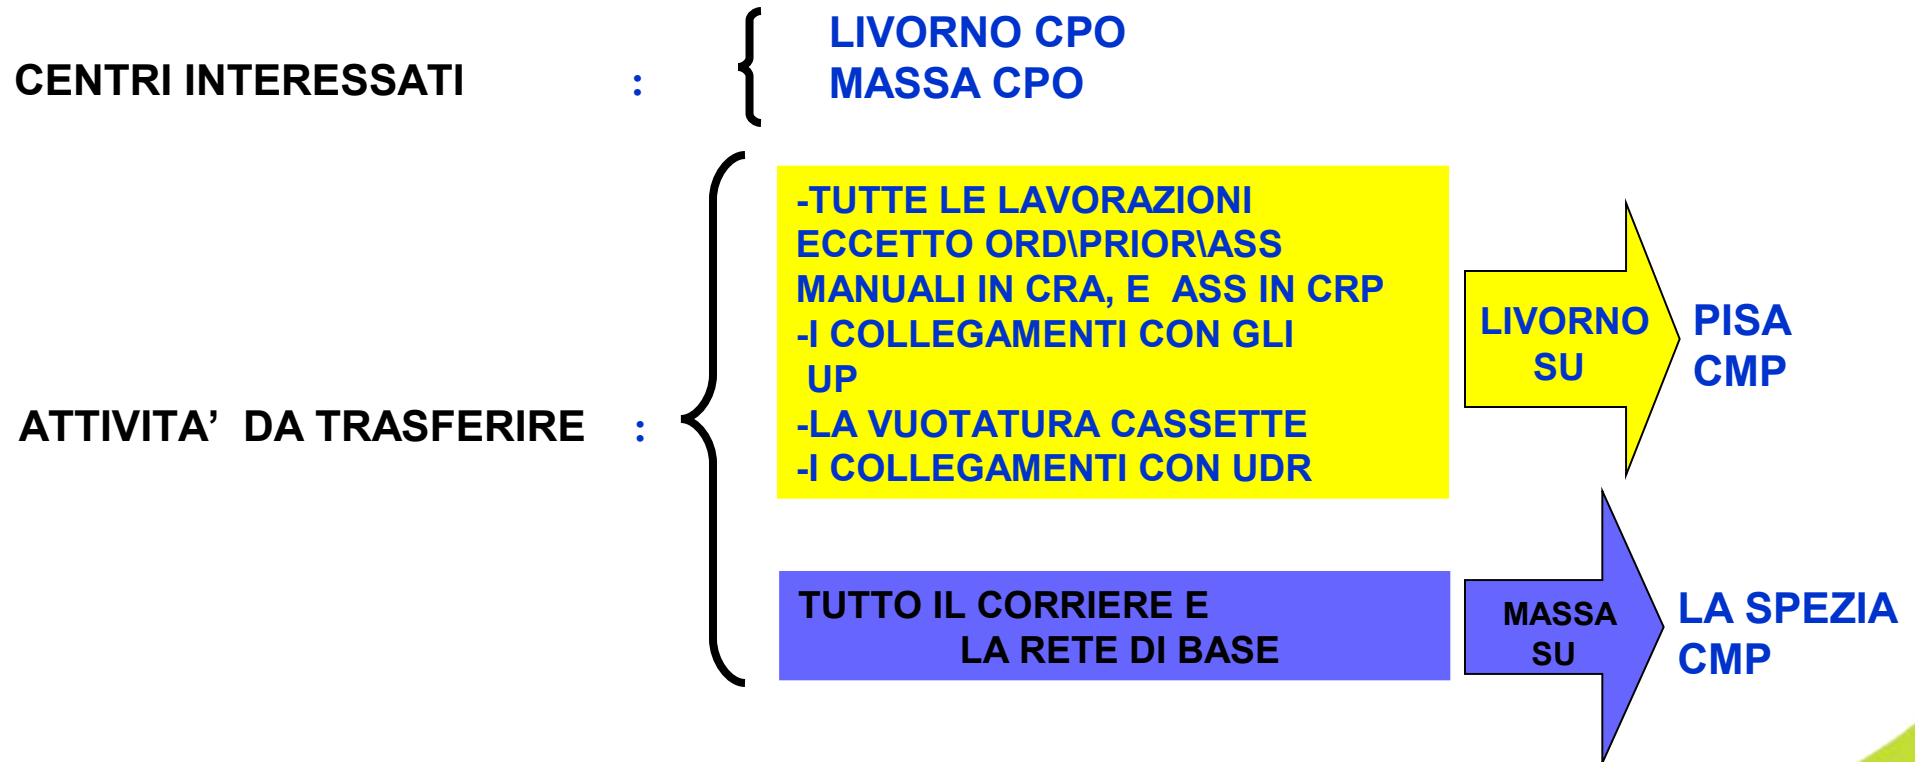 CENTRI INTERESSATI :
LIVORNO CPO
MASSA CPO
ATTIVITA’ DA TRASFERIRE :
-TUTTE LE LAVORAZIONI
ECCETTO ORD\PRIOR\ASS
MANUALI IN CRA, E ASS IN CRP
-I COLLEGAMENTI CON GLI
UP
-LA VUOTATURA CASSETTE
-I COLLEGAMENTI CON UDR
LIVORNO
SU
PISA
CMP
TUTTO IL CORRIERE E
LA RETE DI BASE
MASSA
SU
LA SPEZIA
CMP